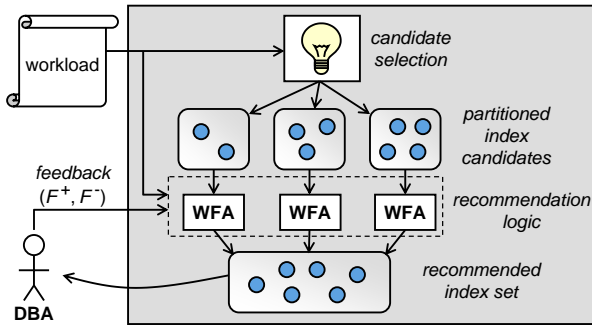 workload
candidate
selection
partitioned
index
candidates
feedback
(F⁺, F⁻)
WFA
WFA
WFA
recommendation
logic
recommended
index set
DBA